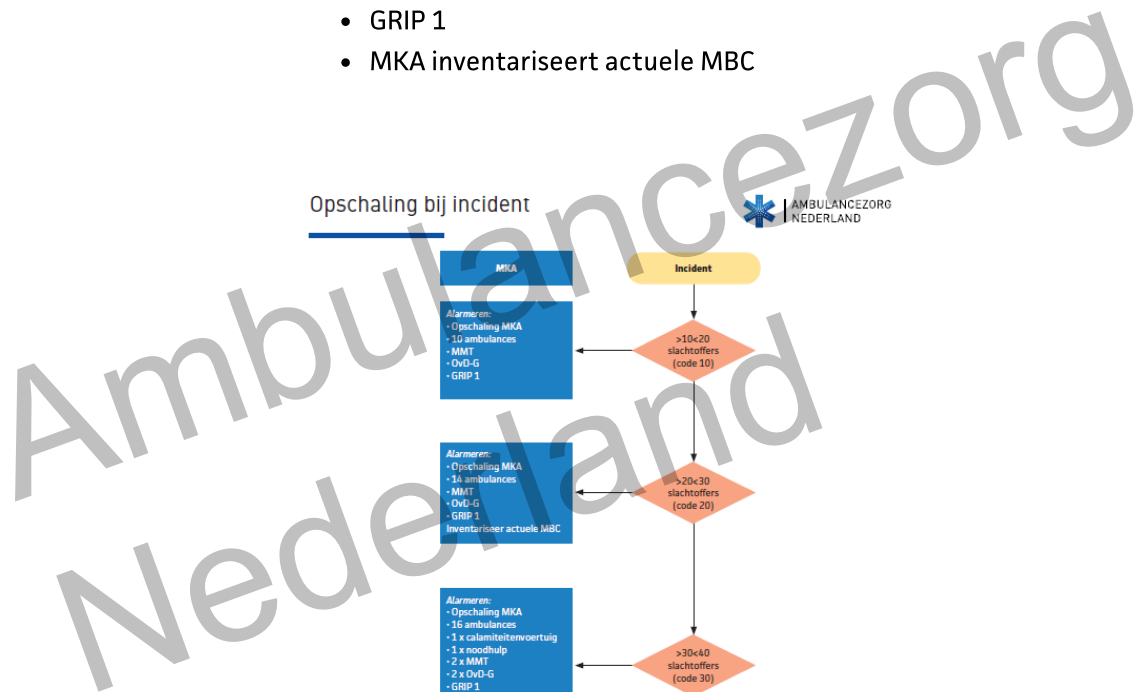 • GRIP 1
• MKA inventariseert actuele MBC
Ambulancezorg
Nederland
Opschaling bij incident
AMBULANCEZORG
NEDERLAND
MKA
Incident
Alarmeren:
- Opschaling MKA
- 10 ambulances
- MMT
- OvD-G
- GRIP 1
>10<20
slachtoffers
(code 10)
Alarmeren:
- Opschaling MKA
- 14 ambulances
- MMT
- OvD-G
- GRIP 1
Inventariseer actuele MBC
>20<30
slachtoffers
(code 20)
Alarmeren:
- Opschaling MKA
- 16 ambulances
- 1 x calamiteitenvoertuig
- 1 x noodhulp
- 2 x MMT
- 2 x OvD-G
- GRIP 1
>30<40
slachtoffers
(code 30)